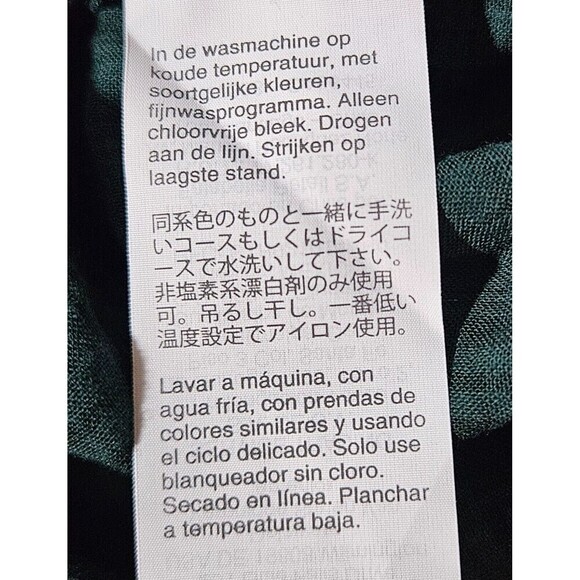 In de wasmachine op
koude temperatuur, met
soortgelijke kleuren,
fijnwasprogramma. Alleen
chloorvrije bleek. Drogen
aan de lijn. Strijken op
laagste stand.
同系色のものと一緒に手洗
いコースもしくはドライコ
ースで水洗いして下さい。
非塩素系漂白剤のみ使用
可。吊るし干し。一番低い
温度設定でアイロン使用。
Lavar a máquina, con
agua fría, con prendas de
colores similares y usando
el ciclo delicado. Solo use
blanqueador sin cloro.
Secado en línea. Planchar
a temperatura baja.